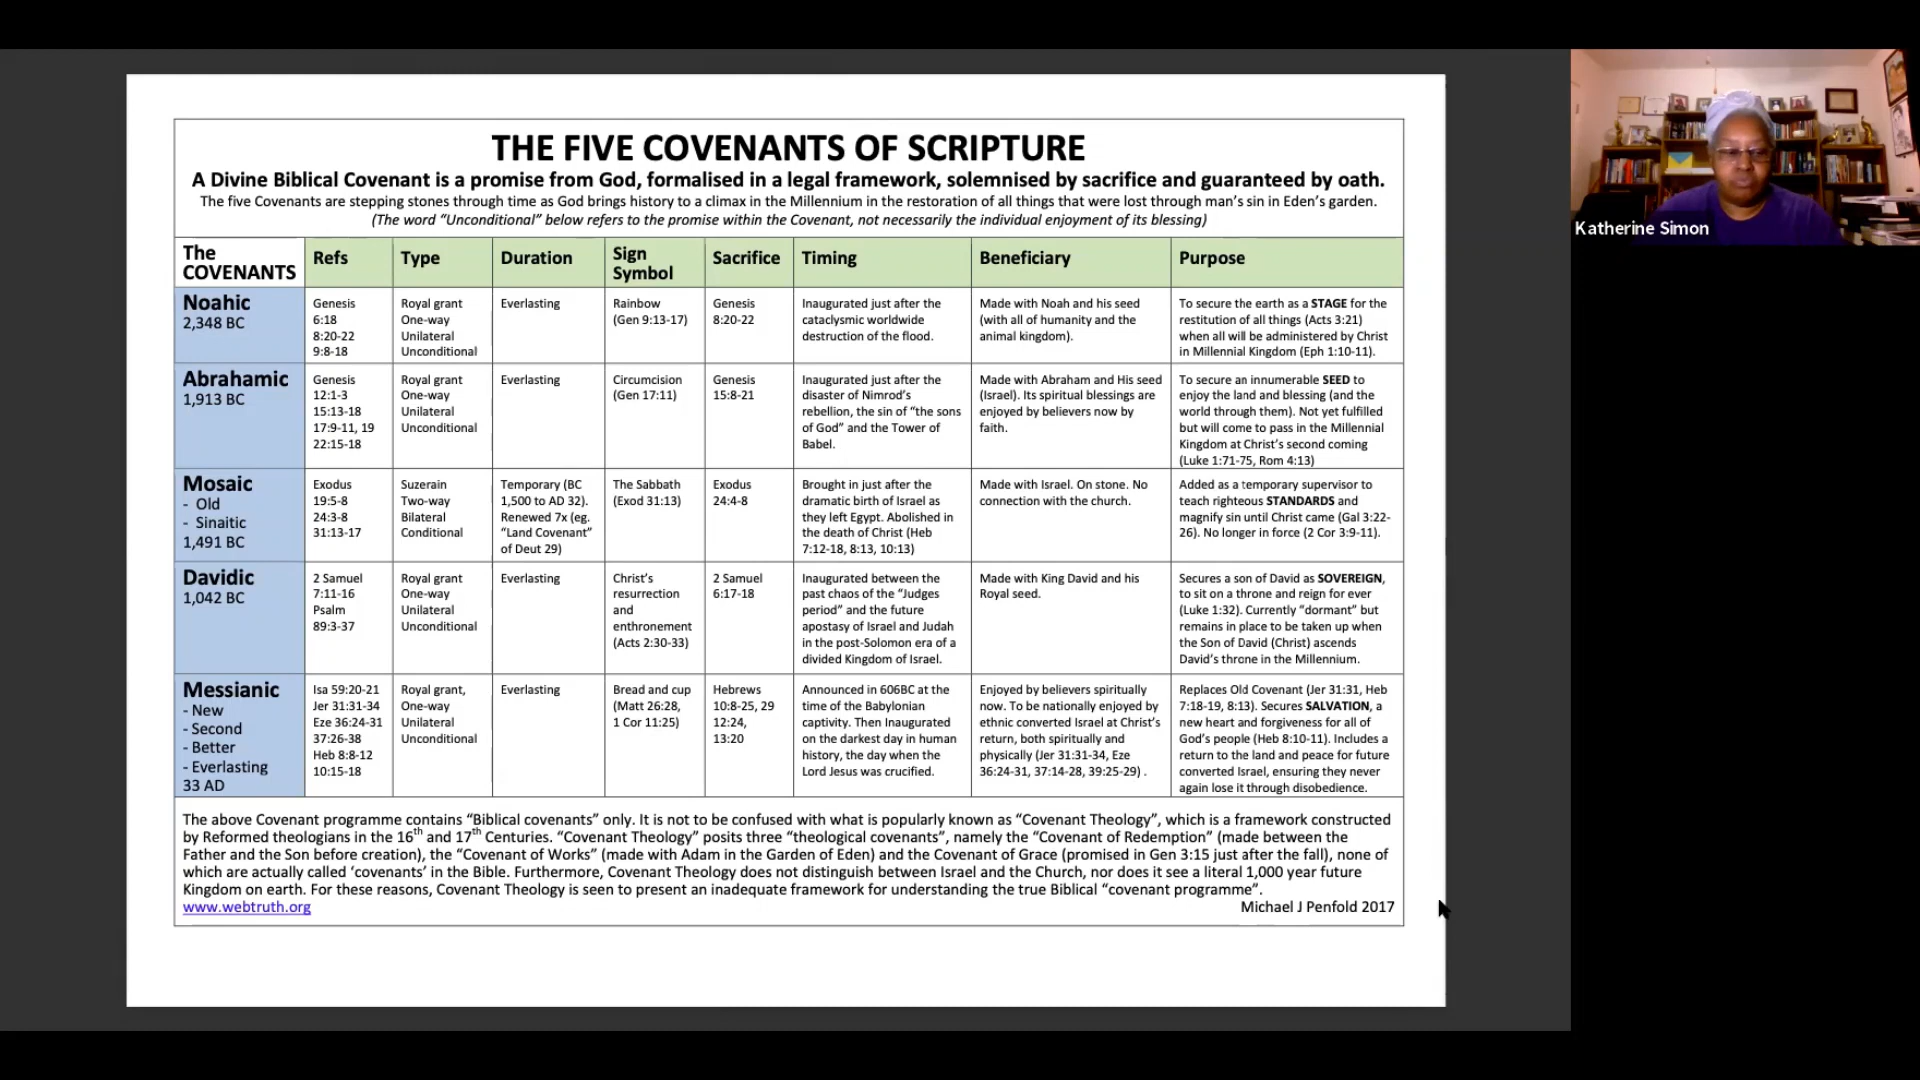 THE FIVE COVENANTS OF SCRIPTURE
A Divine Biblical Covenant is a promise from God, formalised in a legal framework, solemnised by sacrifice and guaranteed by oath.
The five Covenants are stepping stones through time as God brings history to a climax in the Millennium in the restoration of all things that were lost through man's sin in Eden's garden.
(The word "Unconditional" below refers to the promise within the Covenant, not necessarily the individual enjoyment of its blessing)
The
COVENANTS
Refs
Type
Duration
Sign
Symbol
Sacrifice
Timing
Beneficiary
Purpose
Noahic
2,348 BC
Genesis
6:18
8:20-22
9:8-18
Royal grant
One-way
Unilateral
Unconditional
Everlasting
Rainbow
(Gen 9:13-17)
Genesis
8:20-22
Inaugurated just after the
cataclysmic worldwide
destruction of the flood.
Made with Noah and his seed
(with all of humanity and the
animal kingdom).
To secure the earth as a STAGE for the
restitution of all things (Acts 3:21)
when all will be administered by Christ
in Millennial Kingdom (Eph 1:10-11).
Abrahamic
1,913 BC
Genesis
12:1-3
15:13-18
17:9-11, 19
22:15-18
Royal grant
One-way
Unilateral
Unconditional
Everlasting
Circumcision
(Gen 17:11)
Genesis
15:8-21
Inaugurated just after the
disaster of Nimrod's
rebellion, the sin of "the sons
of God" and the Tower of
Babel.
Made with Abraham and His seed
(Israel). Its spiritual blessings are
enjoyed by believers now by
faith.
To secure an innumerable SEED to
enjoy the land and blessing (and the
world through them). Not yet fulfilled
but will come to pass in the Millennial
Kingdom at Christ's second coming
(Luke 1:71-75, Rom 4:13)
Mosaic
- Old
- Sinaitic
1,491 BC
Exodus
19:5-8
24:3-8
31:13-17
Suzerain
Two-way
Bilateral
Conditional
Temporary (BC
1,500 to AD 32).
Renewed 7x (eg.
"Land Covenant"
of Deut 29)
The Sabbath
(Exod 31:13)
Exodus
24:4-8
Brought in just after the
dramatic birth of Israel as
they left Egypt. Abolished in
the death of Christ (Heb
7:12-18, 8:13, 10:13)
Made with Israel. On stone. No
connection with the church.
Added as a temporary supervisor to
teach righteous STANDARDS and
magnify sin until Christ came (Gal 3:22-
26). No longer in force (2 Cor 3:9-11).
Davidic
1,042 BC
2 Samuel
7:11-16
Psalm
89:3-37
Royal grant
One-way
Unilateral
Unconditional
Everlasting
Christ's
resurrection
and
enthronement
(Acts 2:30-33)
2 Samuel
6:17-18
Inaugurated between the
past chaos of the "Judges
period" and the future
apostasy of Israel and Judah
in the post-Solomon era of a
divided Kingdom of Israel.
Made with King David and his
Royal seed.
Secures a son of David as SOVEREIGN,
to sit on a throne and reign for ever
(Luke 1:32). Currently "dormant" but
remains in place to be taken up when
the Son of David (Christ) ascends
David's throne in the Millennium.
Messianic
- New
- Second
- Better
- Everlasting
33 AD
Isa 59:20-21
Jer 31:31-34
Eze 36:24-31
37:26-38
Heb 8:8-12
10:15-18
Royal grant,
One-way
Unilateral
Unconditional
Everlasting
Bread and cup
(Matt 26:28,
1 Cor 11:25)
Hebrews
10:8-25, 29
12:24,
13:20
Announced in 606BC at the
time of the Babylonian
captivity. Then Inaugurated
on the darkest day in human
history, the day when the
Lord Jesus was crucified.
Enjoyed by believers spiritually
now. To be nationally enjoyed by
ethnic converted Israel at Christ's
return, both spiritually and
physically (Jer 31:31-34, Eze
36:24-31, 37:14-28, 39:25-29) .
Replaces Old Covenant (Jer 31:31, Heb
7:18-19, 8:13). Secures SALVATION, a
new heart and forgiveness for all of
God's people (Heb 8:10-11). Includes a
return to the land and peace for future
converted Israel, ensuring they never
again lose it through disobedience.
The above Covenant programme contains "Biblical covenants" only. It is not to be confused with what is popularly known as "Covenant Theology", which is a framework constructed
by Reformed theologians in the 16th and 17th Centuries. "Covenant Theology" posits three "theological covenants", namely the "Covenant of Redemption" (made between the
Father and the Son before creation), the "Covenant of Works" (made with Adam in the Garden of Eden) and the Covenant of Grace (promised in Gen 3:15 just after the fall), none of
which are actually called 'covenants' in the Bible. Furthermore, Covenant Theology does not distinguish between Israel and the Church, nor does it see a literal 1,000 year future
Kingdom on earth. For these reasons, Covenant Theology is seen to present an inadequate framework for understanding the true Biblical "covenant programme".
www.webtruth.org
Michael J Penfold 2017
Katherine Simon